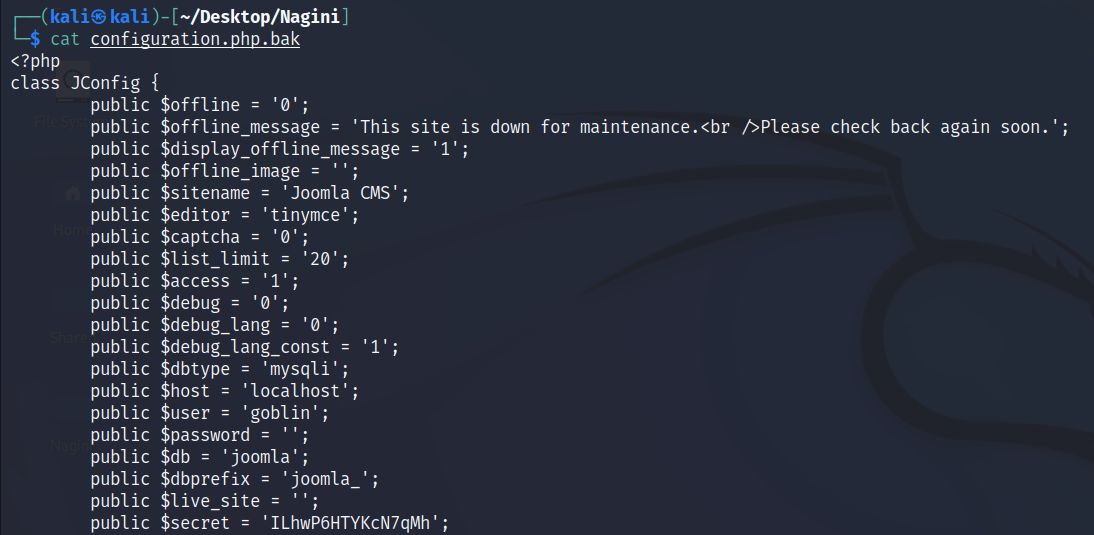 ┌──(kali㉿kali)-[~/Desktop/Nagini]
└─$ cat configuration.php.bak
<?php
class JConfig {
        public $offline = '0';
        public $offline_message = 'This site is down for maintenance.<br />Please check back again soon.';
        public $display_offline_message = '1';
        public $offline_image = '';
        public $sitename = 'Joomla CMS';
        public $editor = 'tinymce';
        public $captcha = '0';
        public $list_limit = '20';
        public $access = '1';
        public $debug = '0';
        public $debug_lang = '0';
        public $debug_lang_const = '1';
        public $dbtype = 'mysqli';
        public $host = 'localhost';
        public $user = 'goblin';
        public $password = '';
        public $db = 'joomla';
        public $dbprefix = 'joomla_';
        public $live_site = '';
        public $secret = 'ILhwP6HTYKcN7qMh';
Home